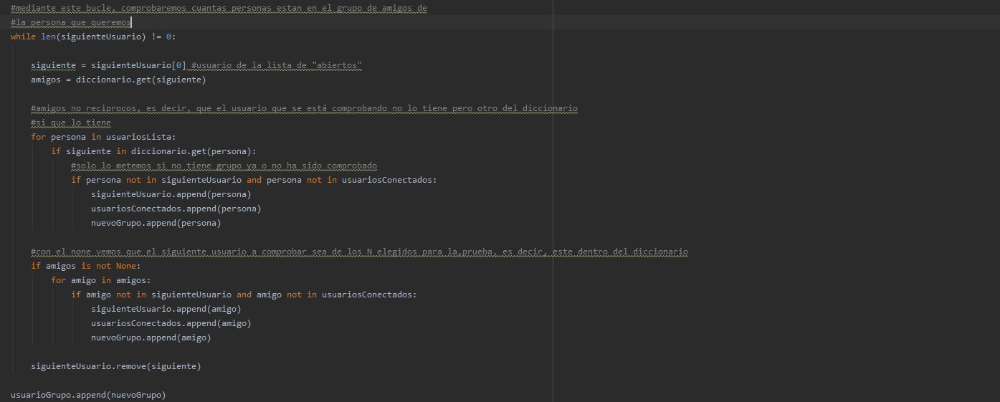 #mediante este bucle, comprobaremos cuantas personas estan en el grupo de amigos de
#la persona que queremos
while len(siguienteUsuario) != 0:
siguiente = siguienteUsuario[0] #usuario de la lista de "abiertos"
amigos = diccionario.get(siguiente)
#amigos no reciprocos, es decir, que el usuario que se está comprobando no lo tiene pero otro del diccionario
#si que lo tiene
for persona in usuariosLista:
if siguiente in diccionario.get(persona):
#solo lo metemos si no tiene grupo ya o no ha sido comprobado
if persona not in siguienteUsuario and persona not in usuariosConectados:
siguienteUsuario.append(persona)
usuariosConectados.append(persona)
nuevoGrupo.append(persona)
#con el none vemos que el siguiente usuario a comprobar sea de los N elegidos para la,prueba, es decir, este dentro del diccionario
if amigos is not None:
for amigo in amigos:
if amigo not in siguienteUsuario and amigo not in usuariosConectados:
siguienteUsuario.append(amigo)
usuariosConectados.append(amigo)
nuevoGrupo.append(amigo)
siguienteUsuario.remove(siguiente)
usuarioGrupo.append(nuevoGrupo)